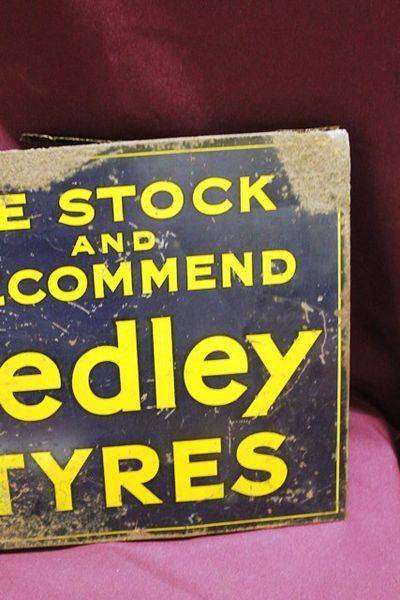 E STOCK
AND
COMMEND
edley
TYRES